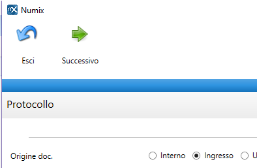 Numix
Esci Successivo
Protocollo
Origine doc. Interno Ingresso U